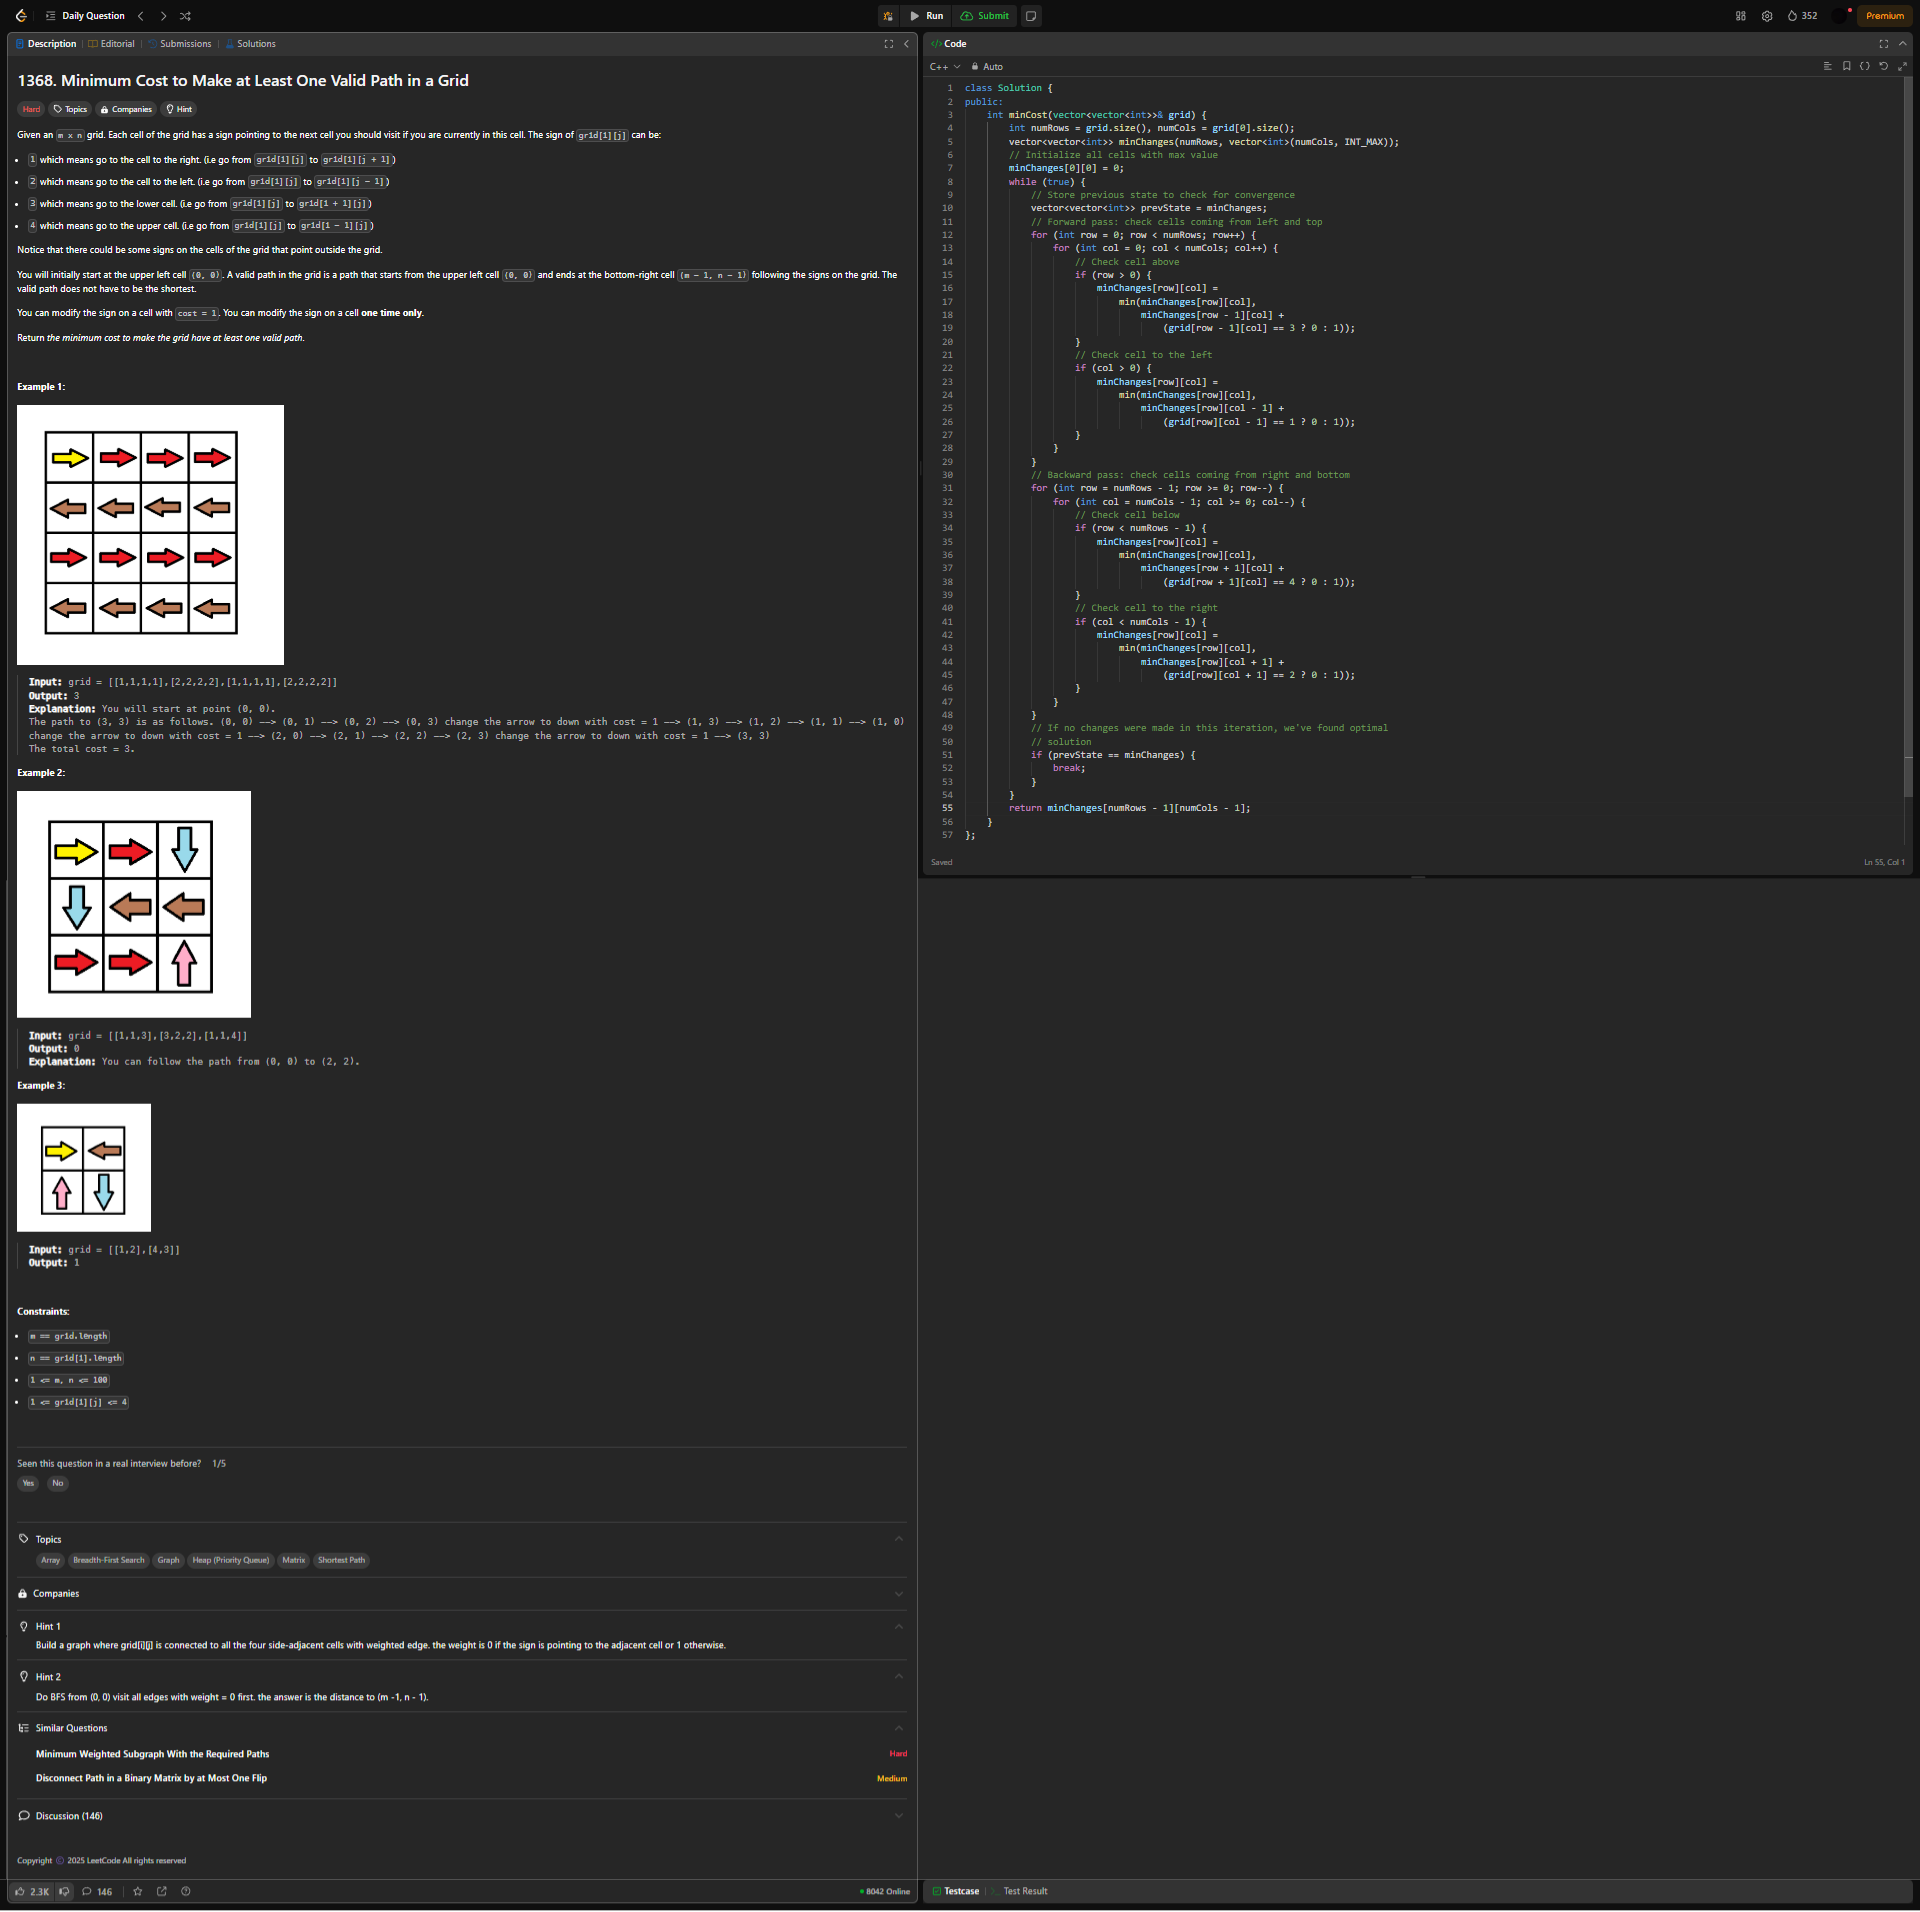 Daily Question
Run
Submit
352
Premium
Description
Editorial
Submissions
Solutions
1368. Minimum Cost to Make at Least One Valid Path in a Grid
Hard
Topics
Companies
Hint
Given an m x n grid. Each cell of the grid has a sign pointing to the next cell you should visit if you are currently in this cell. The sign of grid[i][j] can be:
• 1 which means go to the cell to the right. (i.e go from grid[i][j] to grid[i][j + 1])
• 2 which means go to the cell to the left. (i.e go from grid[i][j] to grid[i][j - 1])
• 3 which means go to the lower cell. (i.e go from grid[i][j] to grid[i + 1][j])
• 4 which means go to the upper cell. (i.e go from grid[i][j] to grid[i - 1][j])
Notice that there could be some signs on the cells of the grid that point outside the grid.
You will initially start at the upper left cell (0, 0). A valid path in the grid is a path that starts from the upper left cell (0, 0) and ends at the bottom-right cell (m - 1, n - 1) following the signs on the grid. The
valid path does not have to be the shortest.
You can modify the sign on a cell with cost = 1. You can modify the sign on a cell one time only.
Return the minimum cost to make the grid have at least one valid path.
Example 1:
Input: grid = [[1,1,1,1],[2,2,2,2],[1,1,1,1],[2,2,2,2]]
Output: 3
Explanation: You will start at point (0, 0).
The path to (3, 3) is as follows. (0, 0) --> (0, 1) --> (0, 2) --> (0, 3) change the arrow to down with cost = 1 --> (1, 3) --> (1, 2) --> (1, 1) --> (1, 0)
change the arrow to down with cost = 1 --> (2, 0) --> (2, 1) --> (2, 2) --> (2, 3) change the arrow to down with cost = 1 --> (3, 3)
The total cost = 3.
Example 2:
Input: grid = [[1,1,3],[3,2,2],[1,1,4]]
Output: 0
Explanation: You can follow the path from (0, 0) to (2, 2).
Example 3:
Input: grid = [[1,2],[4,3]]
Output: 1
Constraints:
• m == grid.length
• n == grid[i].length
• 1 <= m, n <= 100
• 1 <= grid[i][j] <= 4
Seen this question in a real interview before? 1/5
Yes
No
Topics
Array
Breadth-First Search
Graph
Heap (Priority Queue)
Matrix
Shortest Path
Companies
Hint 1
Build a graph where grid[i][j] is connected to all the four side-adjacent cells with weighted edge. the weight is 0 if the sign is pointing to the adjacent cell or 1 otherwise.
Hint 2
Do BFS from (0, 0) visit all edges with weight = 0 first. the answer is the distance to (m -1, n - 1).
Similar Questions
Minimum Weighted Subgraph With the Required Paths
Hard
Disconnect Path in a Binary Matrix by at Most One Flip
Medium
Discussion (146)
Copyright © 2025 LeetCode All rights reserved
2.3K
146
8042 Online
</> Code
C++
Auto
1 class Solution {
2 public:
3 int minCost(vector<vector<int>>& grid) {
4 int numRows = grid.size(), numCols = grid[0].size();
5 vector<vector<int>> minChanges(numRows, vector<int>(numCols, INT_MAX));
6 // Initialize all cells with max value
7 minChanges[0][0] = 0;
8 while (true) {
9 // Store previous state to check for convergence
10 vector<vector<int>> prevState = minChanges;
11 // Forward pass: check cells coming from left and top
12 for (int row = 0; row < numRows; row++) {
13 for (int col = 0; col < numCols; col++) {
14 // Check cell above
15 if (row > 0) {
16 minChanges[row][col] =
17 min(minChanges[row][col],
18 minChanges[row - 1][col] +
19 (grid[row - 1][col] == 3 ? 0 : 1));
20 }
21 // Check cell to the left
22 if (col > 0) {
23 minChanges[row][col] =
24 min(minChanges[row][col],
25 minChanges[row][col - 1] +
26 (grid[row][col - 1] == 1 ? 0 : 1));
27 }
28 }
29 }
30 // Backward pass: check cells coming from right and bottom
31 for (int row = numRows - 1; row >= 0; row--) {
32 for (int col = numCols - 1; col >= 0; col--) {
33 // Check cell below
34 if (row < numRows - 1) {
35 minChanges[row][col] =
36 min(minChanges[row][col],
37 minChanges[row + 1][col] +
38 (grid[row + 1][col] == 4 ? 0 : 1));
39 }
40 // Check cell to the right
41 if (col < numCols - 1) {
42 minChanges[row][col] =
43 min(minChanges[row][col],
44 minChanges[row][col + 1] +
45 (grid[row][col + 1] == 2 ? 0 : 1));
46 }
47 }
48 }
49 // If no changes were made in this iteration, we've found optimal
50 // solution
51 if (prevState == minChanges) {
52 break;
53 }
54 }
55 return minChanges[numRows - 1][numCols - 1];
56 }
57 };
Saved
Ln 55, Col 1
Testcase
Test Result